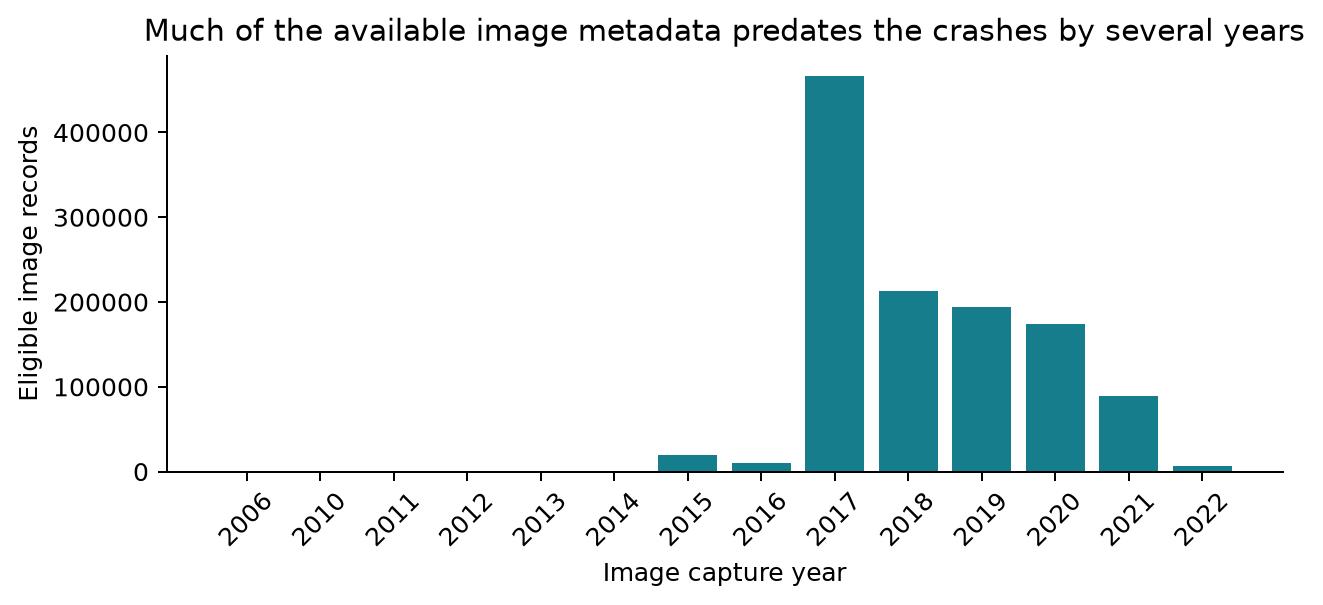 Much of the available image metadata predates the crashes by several years
Eligible image records
400000
300000
200000
100000
0
2006 2010 2011 2012 2013 2014 2015 2016 2017 2018 2019 2020 2021 2022
Image capture year